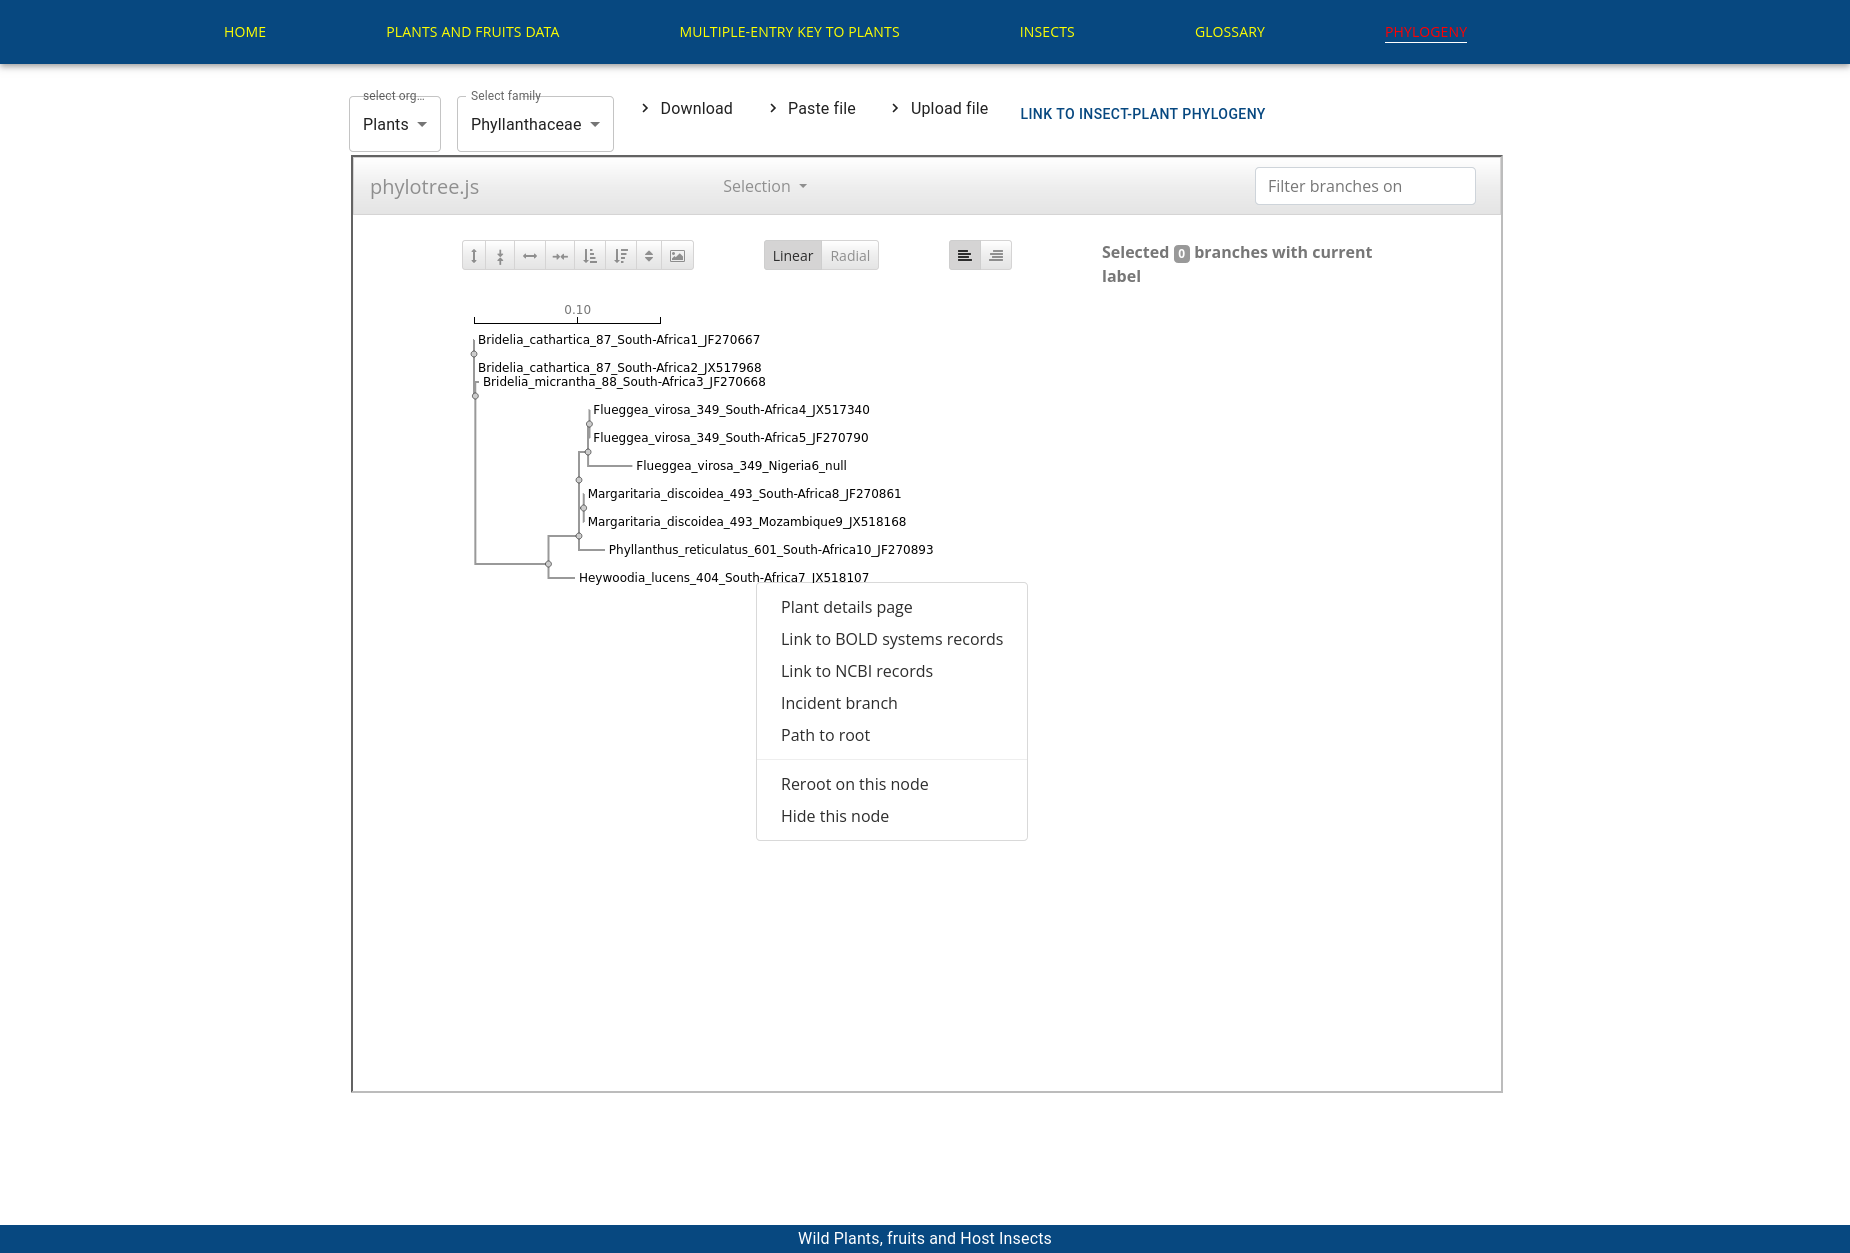 HOME PLANTS AND FRUITS DATA MULTIPLE-ENTRY KEY TO PLANTS INSECTS GLOSSARY PHYLOGENY
select org... Select family
Plants Phyllanthaceae Download Paste file Upload file LINK TO INSECT-PLANT PHYLOGENY
phylotree.js Selection Filter branches on
Linear Radial Selected 0 branches with current
label
0.10
Bridelia_cathartica_87_South-Africa1_JF270667
Bridelia_cathartica_87_South-Africa2_JX517968
Bridelia_micrantha_88_South-Africa3_JF270668
Flueggea_virosa_349_South-Africa4_JX517340
Flueggea_virosa_349_South-Africa5_JF270790
Flueggea_virosa_349_Nigeria6_null
Margaritaria_discoidea_493_South-Africa8_JF270861
Margaritaria_discoidea_493_Mozambique9_JX518168
Phyllanthus_reticulatus_601_South-Africa10_JF270893
Heywoodia_lucens_404_South-Africa7_JX518107
Plant details page
Link to BOLD systems records
Link to NCBI records
Incident branch
Path to root
Reroot on this node
Hide this node
Wild Plants, fruits and Host Insects